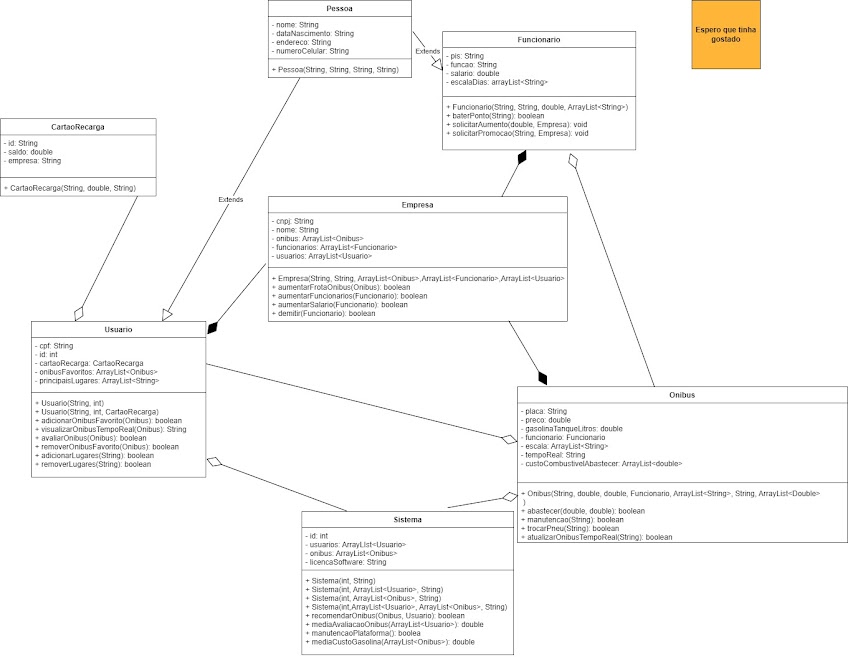 Pessoa
- nome: String
- dataNascimento: String
- endereco: String
- numeroCelular: String
+ Pessoa(String, String, String, String)
Extends
Funcionario
- pis: String
- funcao: String
- salario: double
- escalaDias: arrayList<String>
+ Funcionario(String, String, double, ArrayList<String>)
+ baterPonto(String): boolean
+ solicitarAumento(double, Empresa): void
+ solicitarPromocao(String, Empresa): void
Espero que tinha
gostado
CartaoRecarga
- id: String
- saldo: double
- empresa: String
+ CartaoRecarga(String, double, String)
Extends
Empresa
- cnpj: String
- nome: String
- onibus: ArrayList<Onibus>
- funcionarios: ArrayList<Funcionario>
- usuarios: ArrayList<Usuario>
+ Empresa(String, String, ArrayList<Onibus>,ArrayList<Funcionario>,ArrayList<Usuario>
+ aumentarFrotaOnibus(Onibus): boolean
+ aumentarFuncionarios(Funcionario): boolean
+ aumentarSalario(Funcionario): boolean
+ demitir(Funcionario): boolean
Usuario
- cpf: String
- id: int
- cartaoRecarga: CartaoRecarga
- onibusFavoritos: ArrayList<Onibus>
- principaisLugares: ArrayList<String>
+ Usuario(String, int)
+ Usuario(String, int, CartaoRecarga)
+ adicionarOnibusFavorito(Onibus): boolean
+ visualizarOnibusTempoReal(Onibus): String
+ avaliarOnibus(Onibus): boolean
+ removerOnibusFavorito(Onibus): boolean
+ adicionarLugares(String): boolean
+ removerLugares(String): boolean
Onibus
- placa: String
- preco: double
- gasolinaTanqueLitros: double
- funcionario: Funcionario
- escala: ArrayList<String>
- tempoReal: String
- custoCombustivelAbastecer: ArrayList<double>
+ Onibus(String, double, double, Funcionario, ArrayList<String>, String, ArrayList<Double>
)
+ abastecer(double, double): boolean
+ manutencao(String): boolean
+ trocarPneu(String): boolean
+ atualizarOnibusTempoReal(String): boolean
Sistema
- id: int
- usuarios: ArrayList<Usuario>
- onibus: ArrayList<Onibus>
- licencaSoftware: String
+ Sistema(int, String)
+ Sistema(int, ArrayList<Usuario>, String)
+ Sistema(int, ArrayList<Onibus>, String)
+ Sistema(int,ArrayList<Usuario>, ArrayList<Onibus>, String)
+ recomendarOnibus(Onibus, Usuario): boolean
+ mediaAvaliacaoOnibus(ArrayList<Usuario>): double
+ manutencaoPlataforma(): boolea
+ mediaCustoGasolina(ArrayList<Onibus>): double